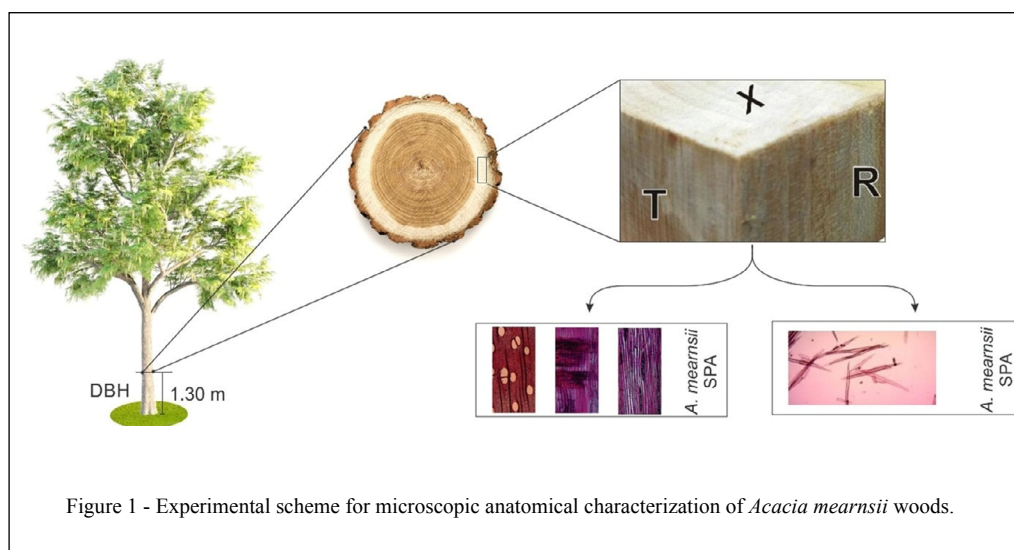 X
T
R
DBH
1.30 m
A. mearnsii
SPA
A. mearnsii
SPA
Figure 1 - Experimental scheme for microscopic anatomical characterization of Acacia mearnsii woods.